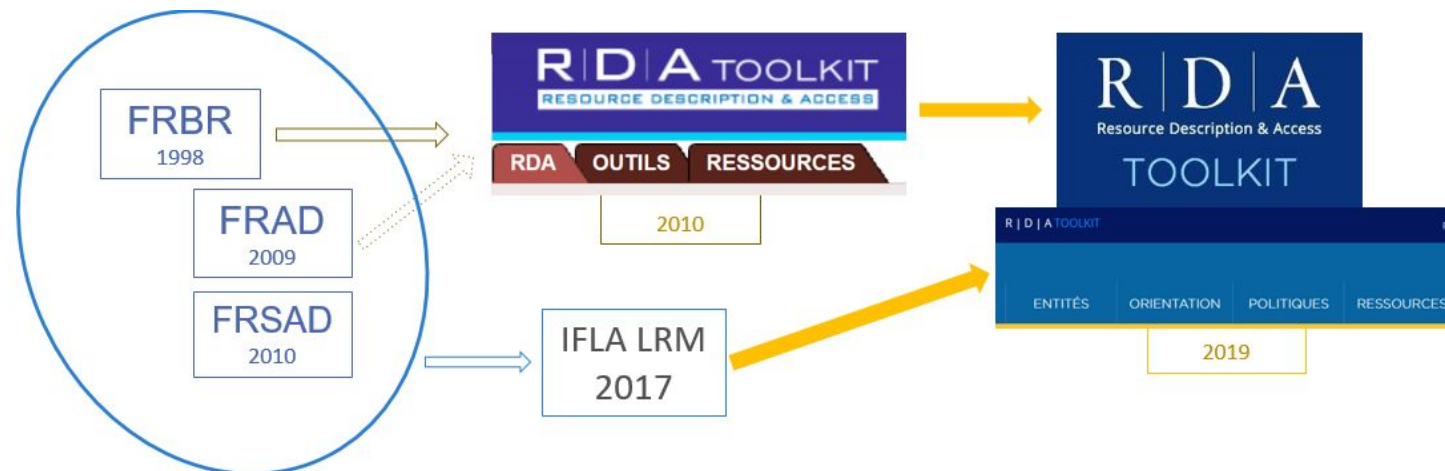 FRBR
1998
FRAD
2009
FRSAD
2010
R|D|A TOOLKIT
RESOURCE DESCRIPTION & ACCESS
RDA OUTILS RESSOURCES
2010
IFLA LRM
2017
R|D|A
Resource Description & Access
TOOLKIT
R|D|A TOOLKIT
ENTITÉS ORIENTATION POLITIQUES RESSOURCES
2019